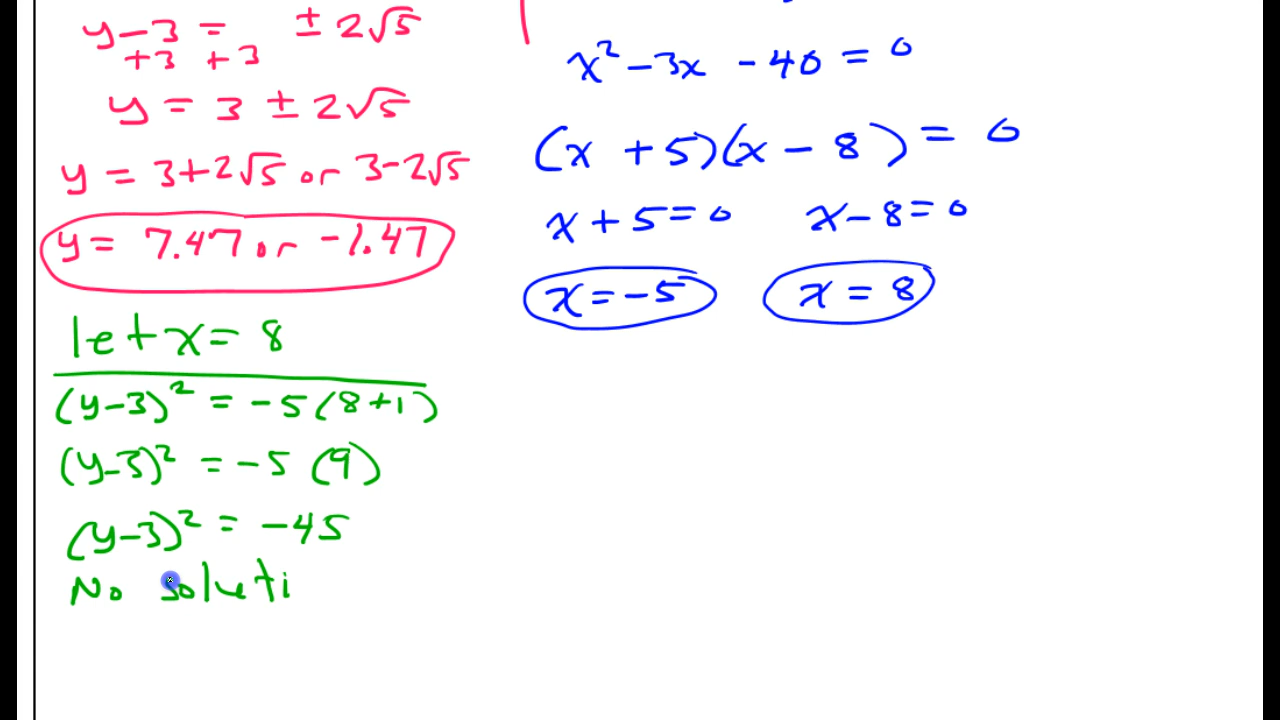 y-3 = ± 2√5
+3 +3
y = 3 ± 2√5
y = 3+2√5 or 3-2√5
y = 7.47 or -1.47
let x = 8
(y-3)² = -5(8+1)
(y-3)² = -5 (9)
(y-3)² = -45
No soluti
x² - 3x - 40 = 0
(x + 5)(x - 8) = 0
x + 5 = 0 x - 8 = 0
x = -5 x = 8